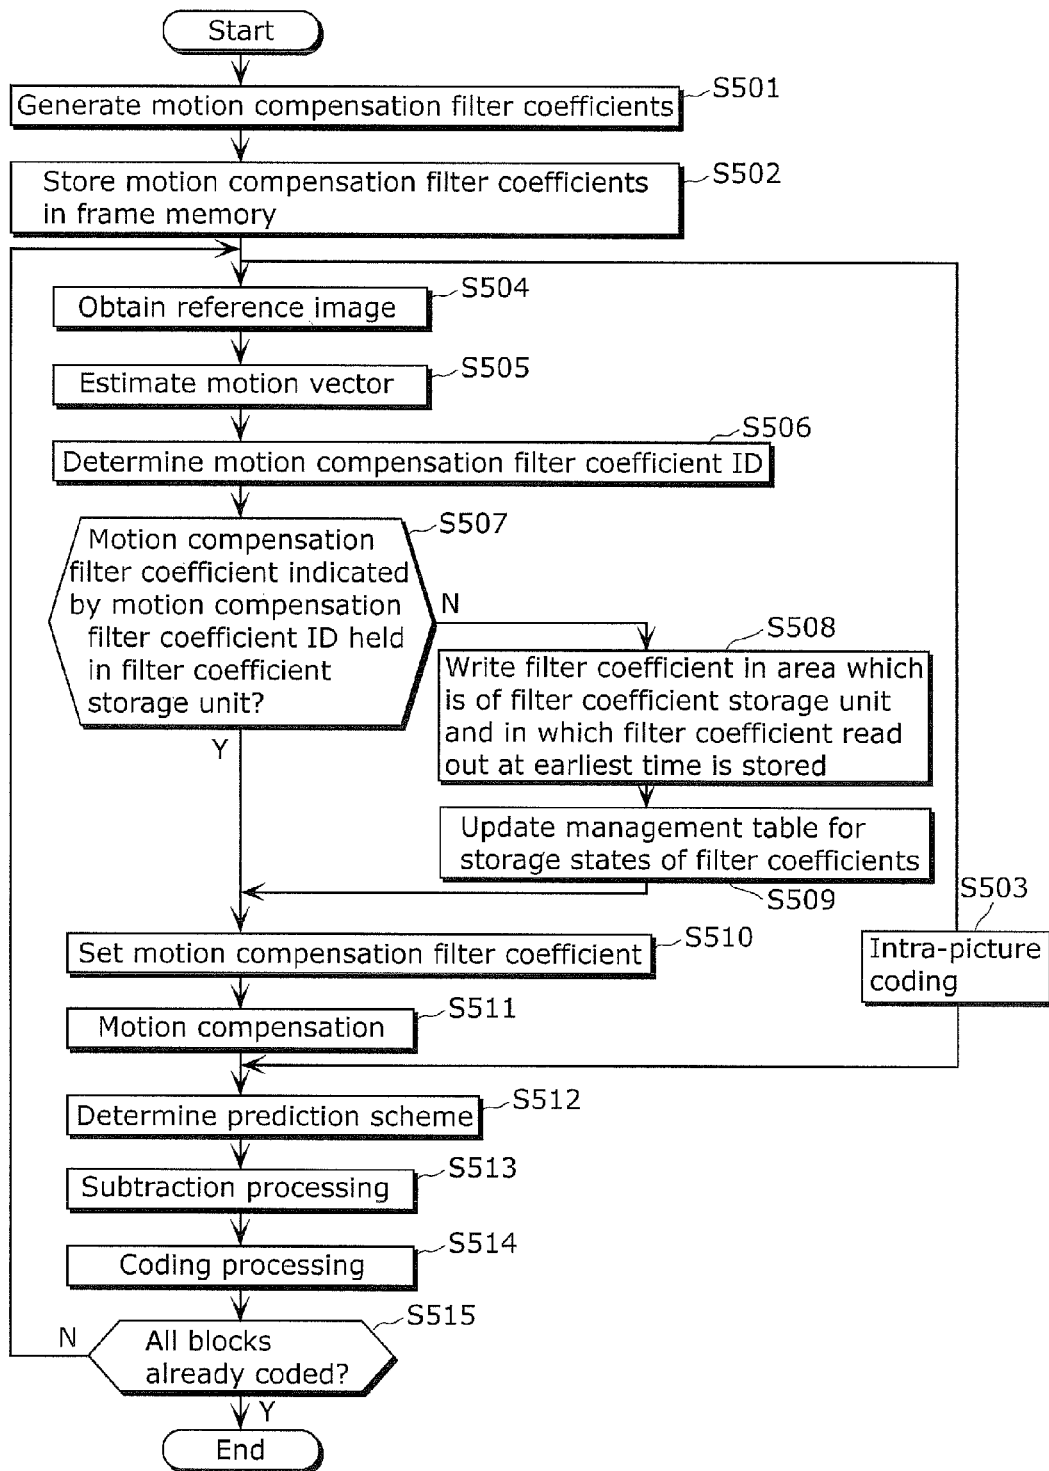 Start
S501
Generate motion compensation filter coefficients
S502
Store motion compensation filter coefficients
in frame memory
S504
Obtain reference image
S505
Estimate motion vector
S506
Determine motion compensation filter coefficient ID
S507
Motion compensation
filter coefficient indicated
by motion compensation
filter coefficient ID held
in filter coefficient
storage unit?
N
Y
S508
Write filter coefficient in area which
is of filter coefficient storage unit
and in which filter coefficient read
out at earliest time is stored
Update management table for
storage states of filter coefficients
S509
S503
Intra-picture
coding
S510
Set motion compensation filter coefficient
S511
Motion compensation
S512
Determine prediction scheme
S513
Subtraction processing
S514
Coding processing
S515
All blocks
already coded?
N
Y
End